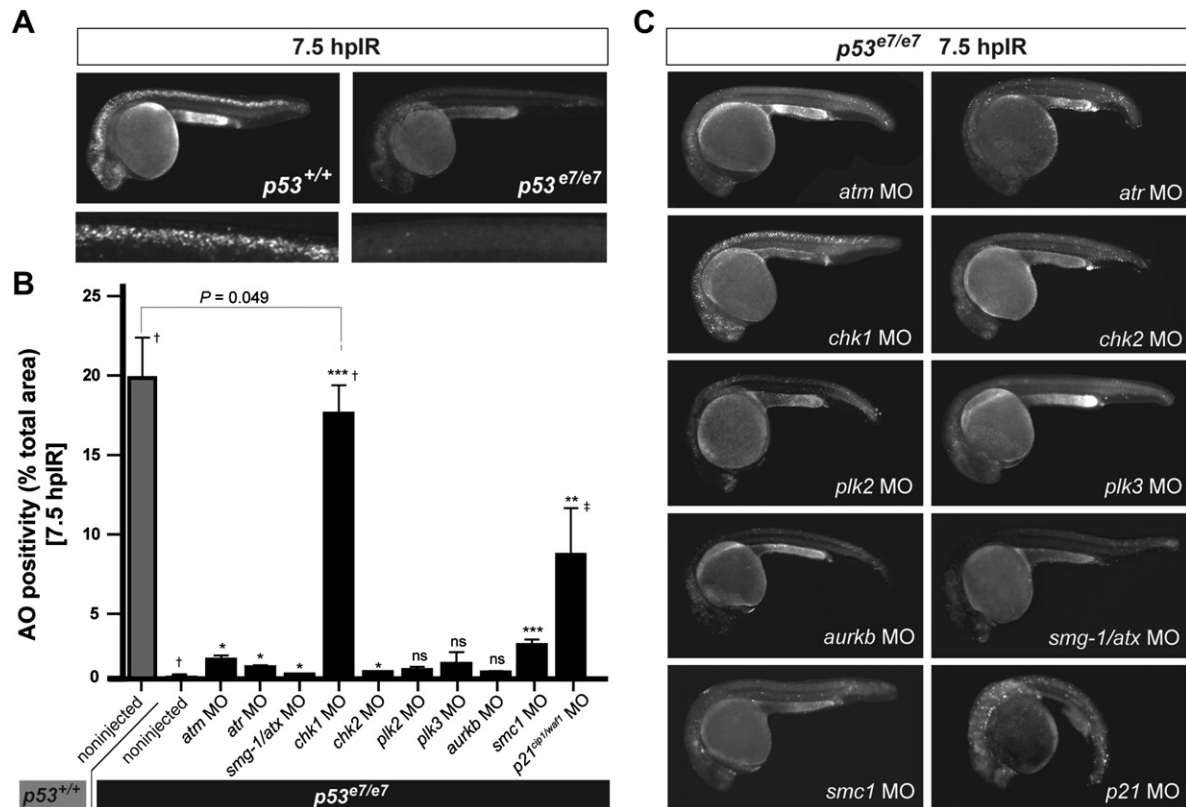 A
7.5 hpIR
p53+/+
p53e7/e7
B
AO positivity (% total area)
[7.5 hpIR]
25
20
15
10
5
0
P = 0.049
†
†
*
*
*
*** †
*
ns
ns
ns
***
** ‡
noninjected
noninjected
atm MO
atr MO
smg-1/atx MO
chk1 MO
chk2 MO
plk2 MO
plk3 MO
aurkb MO
smc1 MO
p21cip1/waf1 MO
p53+/+
p53e7/e7
C
p53e7/e7 7.5 hpIR
atm MO
atr MO
chk1 MO
chk2 MO
plk2 MO
plk3 MO
aurkb MO
smg-1/atx MO
smc1 MO
p21 MO